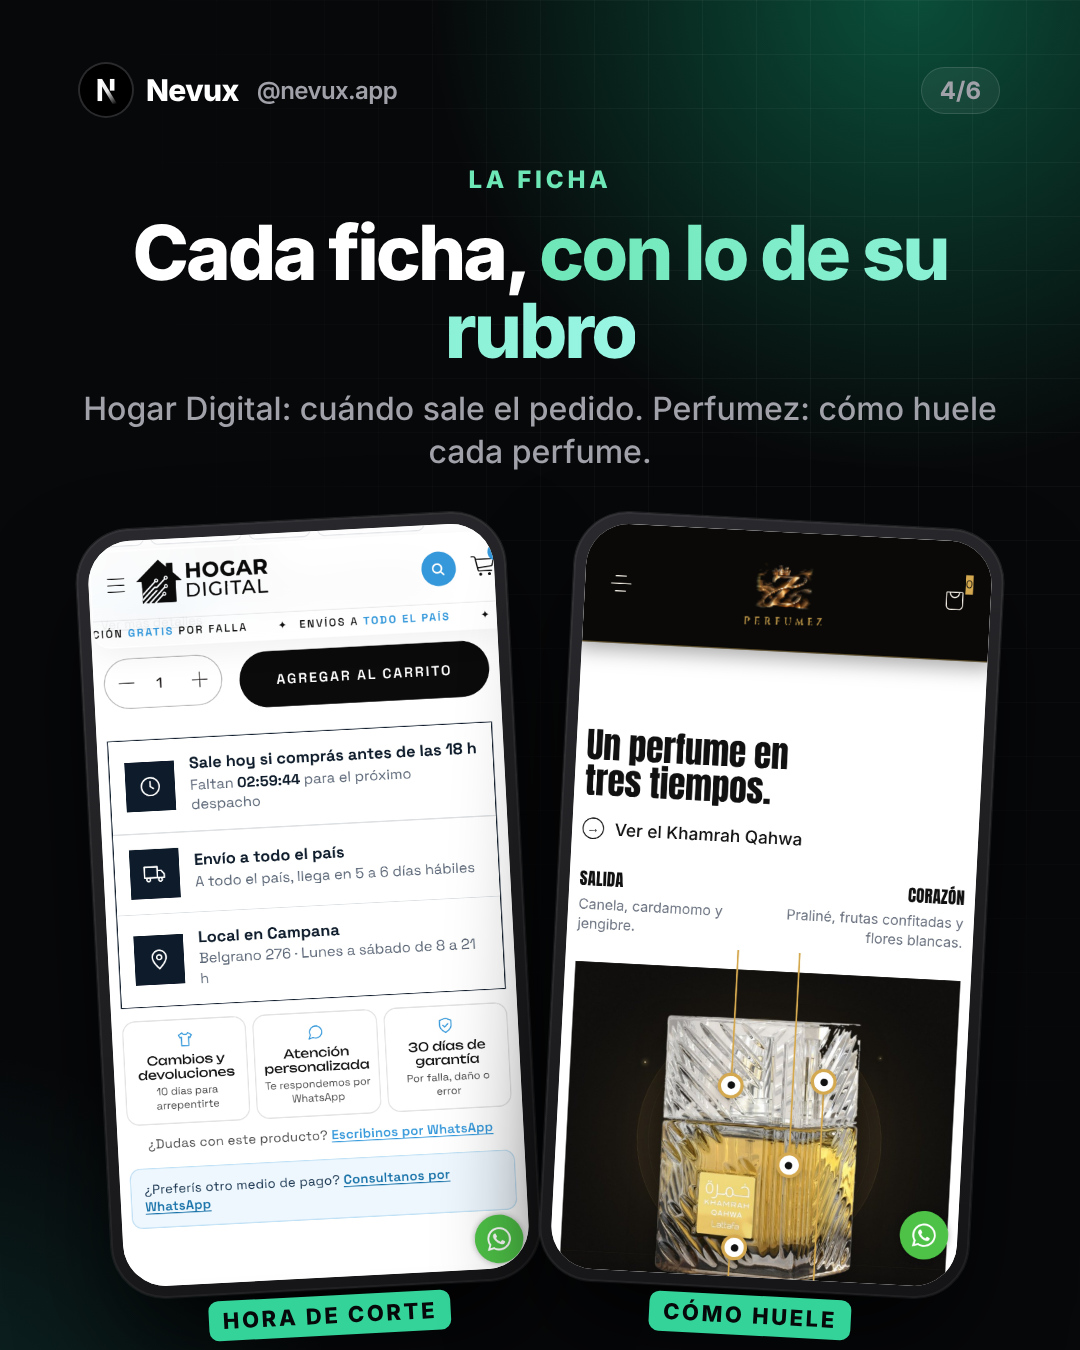 N Nevux @nevux.app
4/6
LA FICHA
Cada ficha, con lo de su
rubro
Hogar Digital: cuándo sale el pedido. Perfumez: cómo huele
cada perfume.
HOGAR
DIGITAL
CIÓN GRATIS POR FALLA ✦ ENVÍOS A TODO EL PAÍS ✦
1
AGREGAR AL CARRITO
Sale hoy si comprás antes de las 18 h
Faltan 02:59:44 para el próximo
despacho
Envío a todo el país
A todo el país, llega en 5 a 6 días hábiles
Local en Campana
Belgrano 276 · Lunes a sábado de 8 a 21
h
Cambios y
devoluciones
10 días para
arrepentirte
Atención
personalizada
Te respondemos por
WhatsApp
30 días de
garantía
Por falla, daño o
error
¿Dudas con este producto? Escribinos por WhatsApp
¿Preferís otro medio de pago? Consultanos por
WhatsApp
HORA DE CORTE
PERFUMEZ
0
Un perfume en
tres tiempos.
Ver el Khamrah Qahwa
SALIDA
Canela, cardamomo y
jengibre.
CORAZÓN
Praliné, frutas confitadas y
flores blancas.
خمرة
KHAMRAH
QAHWA
Lattafa
CÓMO HUELE